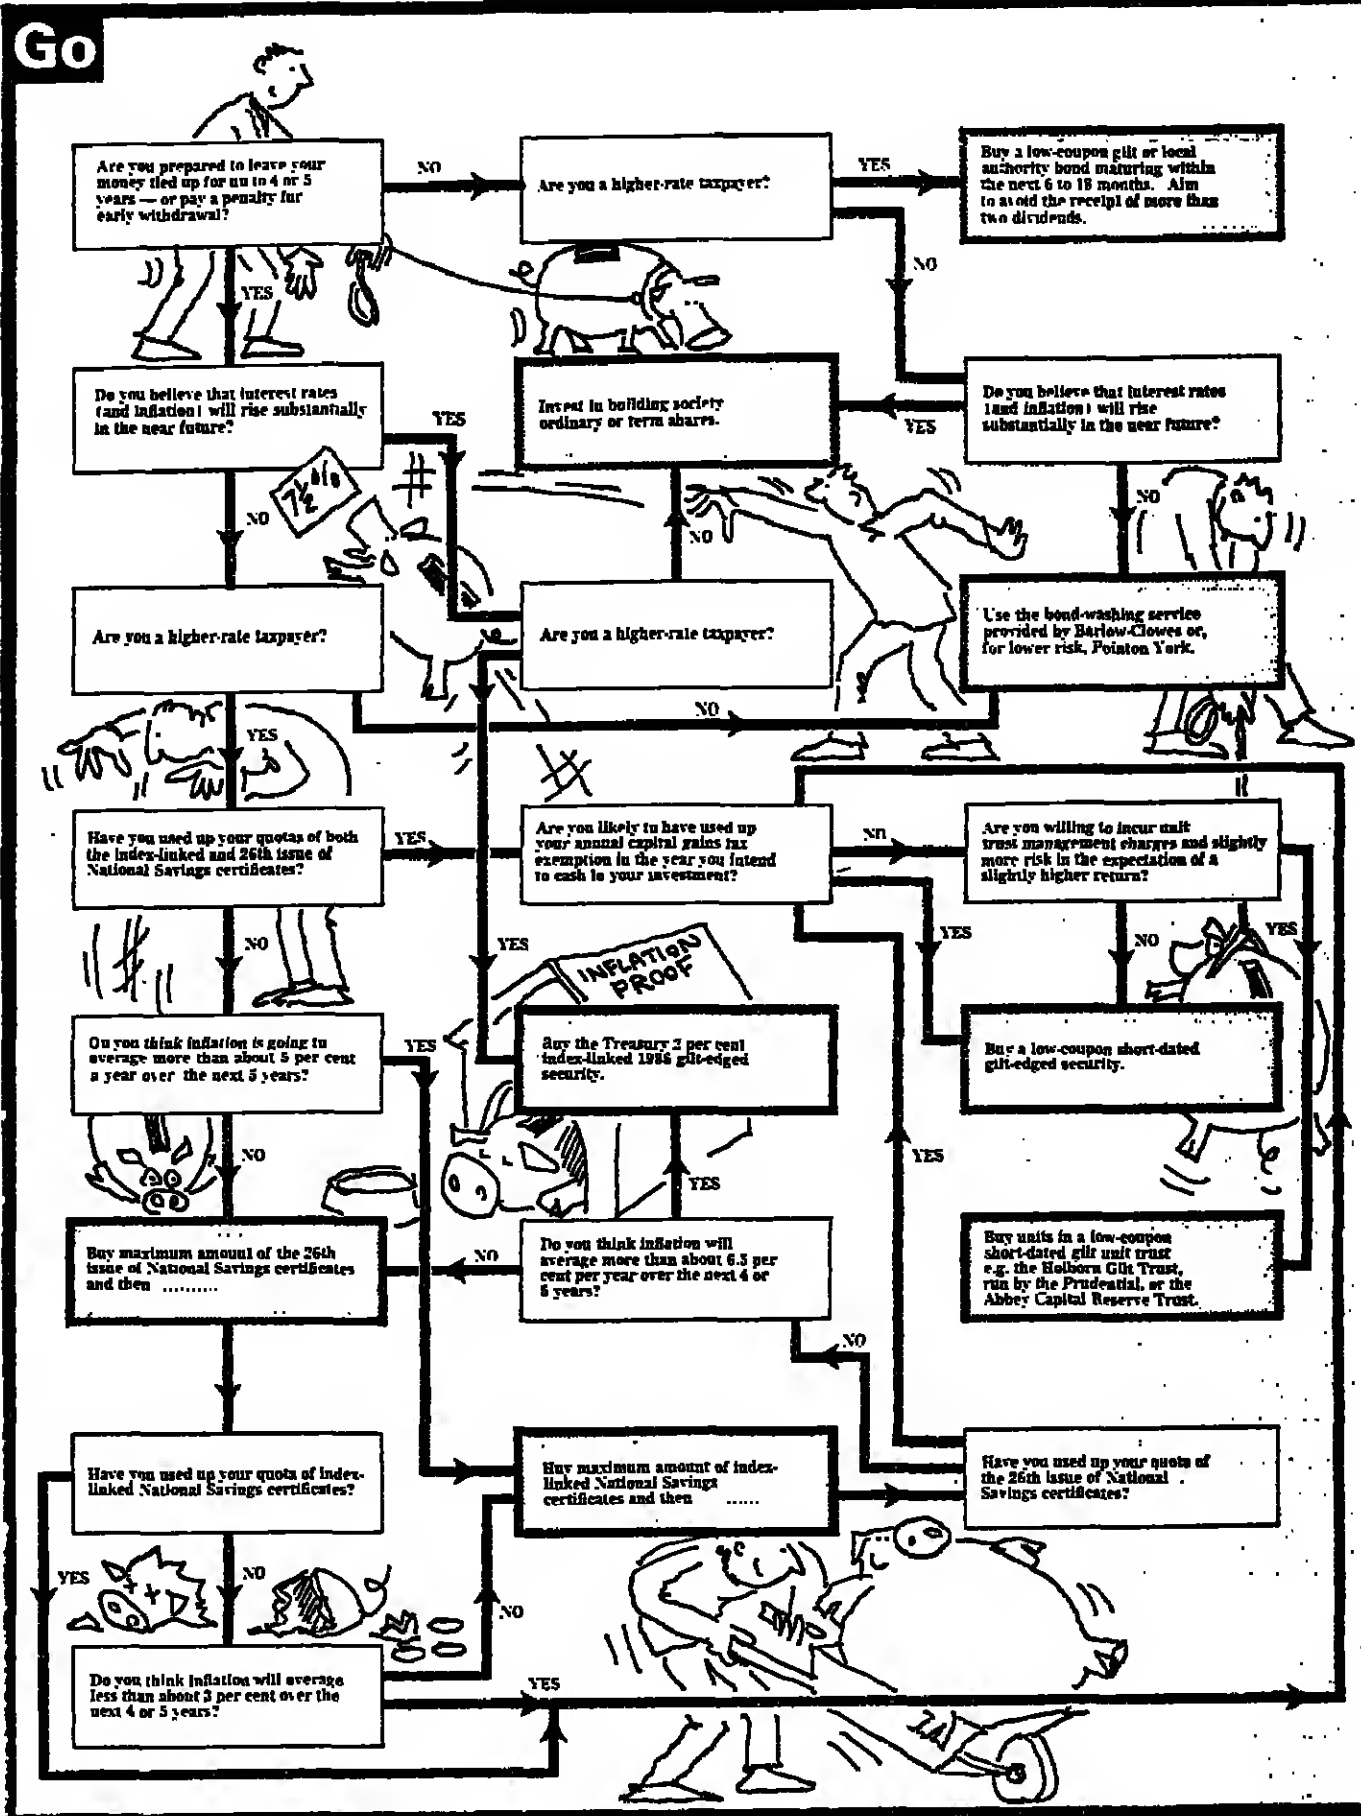 Go
Are you prepared to leave your
money tied up for up to 4 or 5
years — or pay a penalty for
early withdrawal?
NO
Are you a higher-rate taxpayer?
YES
Buy a low-coupon gilt or local
authority bond maturing within
the next 6 to 18 months. Aim
to avoid the receipt of more than
two dividends.
YES
NO
Do you believe that interest rates
(and inflation) will rise substantially
in the near future?
YES
Invest in building society
ordinary or term shares.
YES
Do you believe that interest rates
(and inflation) will rise
substantially in the near future?
7½%
NO
NO
NO
Are you a higher-rate taxpayer?
Are you a higher-rate taxpayer?
Use the bond-washing service
provided by Barlow-Clowes or,
for lower risk, Pointon York.
NO
YES
Have you used up your quotas of both
the index-linked and 26th issue of
National Savings certificates?
YES
Are you likely to have used up
your annual capital gains tax
exemption in the year you intend
to cash in your investment?
NO
Are you willing to incur unit
trust management charges and slightly
more risk in the expectation of a
slightly higher return?
NO
YES
INFLATION
PROOF
YES
NO
YES
Do you think inflation is going to
average more than about 5 per cent
a year over the next 5 years?
YES
Buy the Treasury 2 per cent
index-linked 1988 gilt-edged
security.
Buy a low-coupon short-dated
gilt-edged security.
NO
YES
YES
Buy maximum amount of the 26th
issue of National Savings certificates
and then ..........
NO
Do you think inflation will
average more than about 6.5 per
cent per year over the next 4 or
5 years?
Buy units in a low-coupon
short-dated gilt unit trust
e.g. the Holborn Gilt Trust,
run by the Prudential, or the
Abbey Capital Reserve Trust.
NO
Have you used up your quota of index-
linked National Savings certificates?
Buy maximum amount of index-
linked National Savings
certificates and then ......
Have you used up your quota of
the 26th issue of National
Savings certificates?
YES
NO
NO
Do you think inflation will average
less than about 3 per cent over the
next 4 or 5 years?
YES